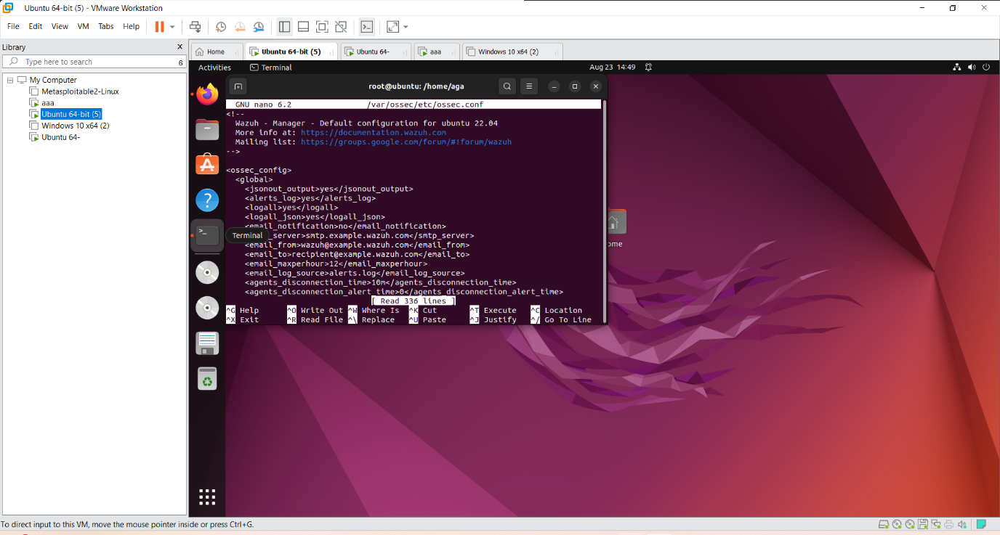 Ubuntu 64-bit (5) - VMware Workstation
File Edit View VM Tabs Help
Library X
Type here to search 6
My Computer
Metasploitable2-Linux
aaa
Ubuntu 64-bit (5)
Windows 10 x64 (2)
Ubuntu 64-
Home Ubuntu 64-bit (5) Ubuntu 64- aaa Windows 10 x64 (2)
Activities Terminal Aug 23 14:49
root@ubuntu: /home/aga
GNU nano 6.2 /var/ossec/etc/ossec.conf
<!--
Wazuh - Manager - Default configuration for ubuntu 22.04
More info at: https://documentation.wazuh.com
Mailing list: https://groups.google.com/forum/#!forum/wazuh
-->
<ossec_config>
<global>
<jsonout_output>yes</jsonout_output>
<alerts_log>yes</alerts_log>
<logall>yes</logall>
<logall_json>yes</logall_json>
<email_notification>no</email_notification>
_server>smtp.example.wazuh.com</smtp_server>
<email_from>wazuh@example.wazuh.com</email_from>
<email_to>recipient@example.wazuh.com</email_to>
<email_maxperhour>12</email_maxperhour>
<email_log_source>alerts.log</email_log_source>
<agents_disconnection_time>10m</agents_disconnection_time>
<agents_disconnection_alert_time>0</agents_disconnection_alert_time>
[ Read 336 lines ]
^G Help ^O Write Out ^W Where Is ^K Cut ^T Execute ^C Location
^X Exit ^R Read File ^\ Replace ^U Paste ^J Justify ^/ Go To Line
Terminal
ome
To direct input to this VM, move the mouse pointer inside or press Ctrl+G.